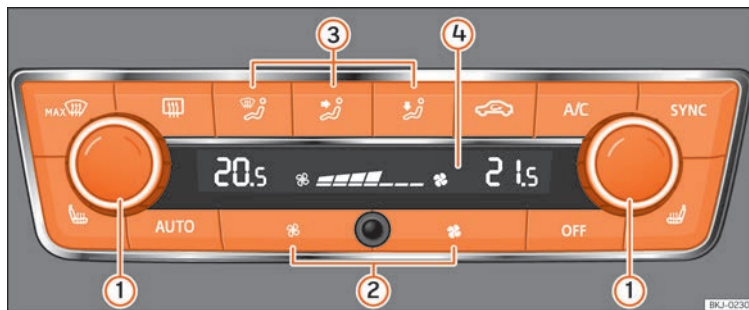 3 4
MAX A/C SYNC
20.5 21.5
AUTO OFF
1 2 1
BKJ-0230